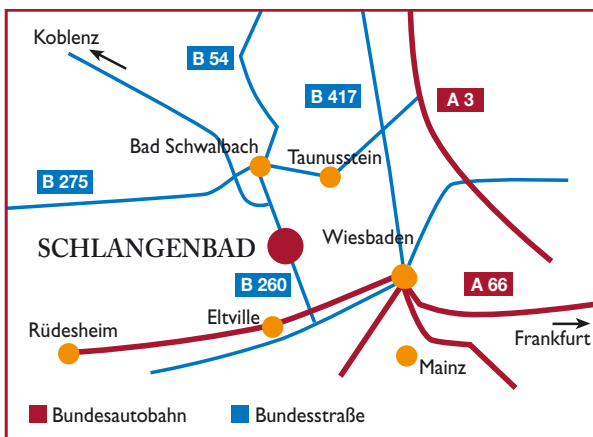 Koblenz
B 54
B 417
A 3
Bad Schwalbach
Taunusstein
B 275
Wiesbaden
SCHLANGENBAD
B 260
A 66
Eltville
Rüdesheim
Frankfurt
Mainz
Bundesautobahn
Bundesstraße